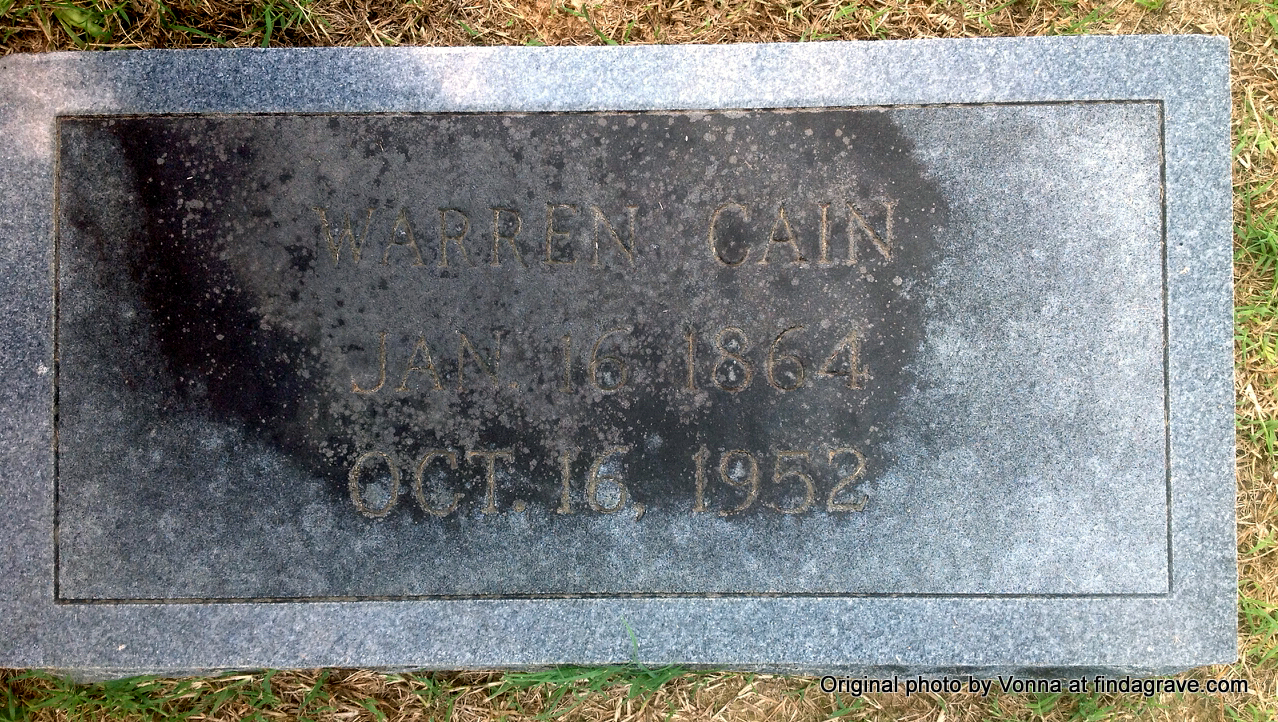 WARREN CAIN
JAN. 16 1864
OCT. 16, 1952
Original photo by Vonna at findagrave.com